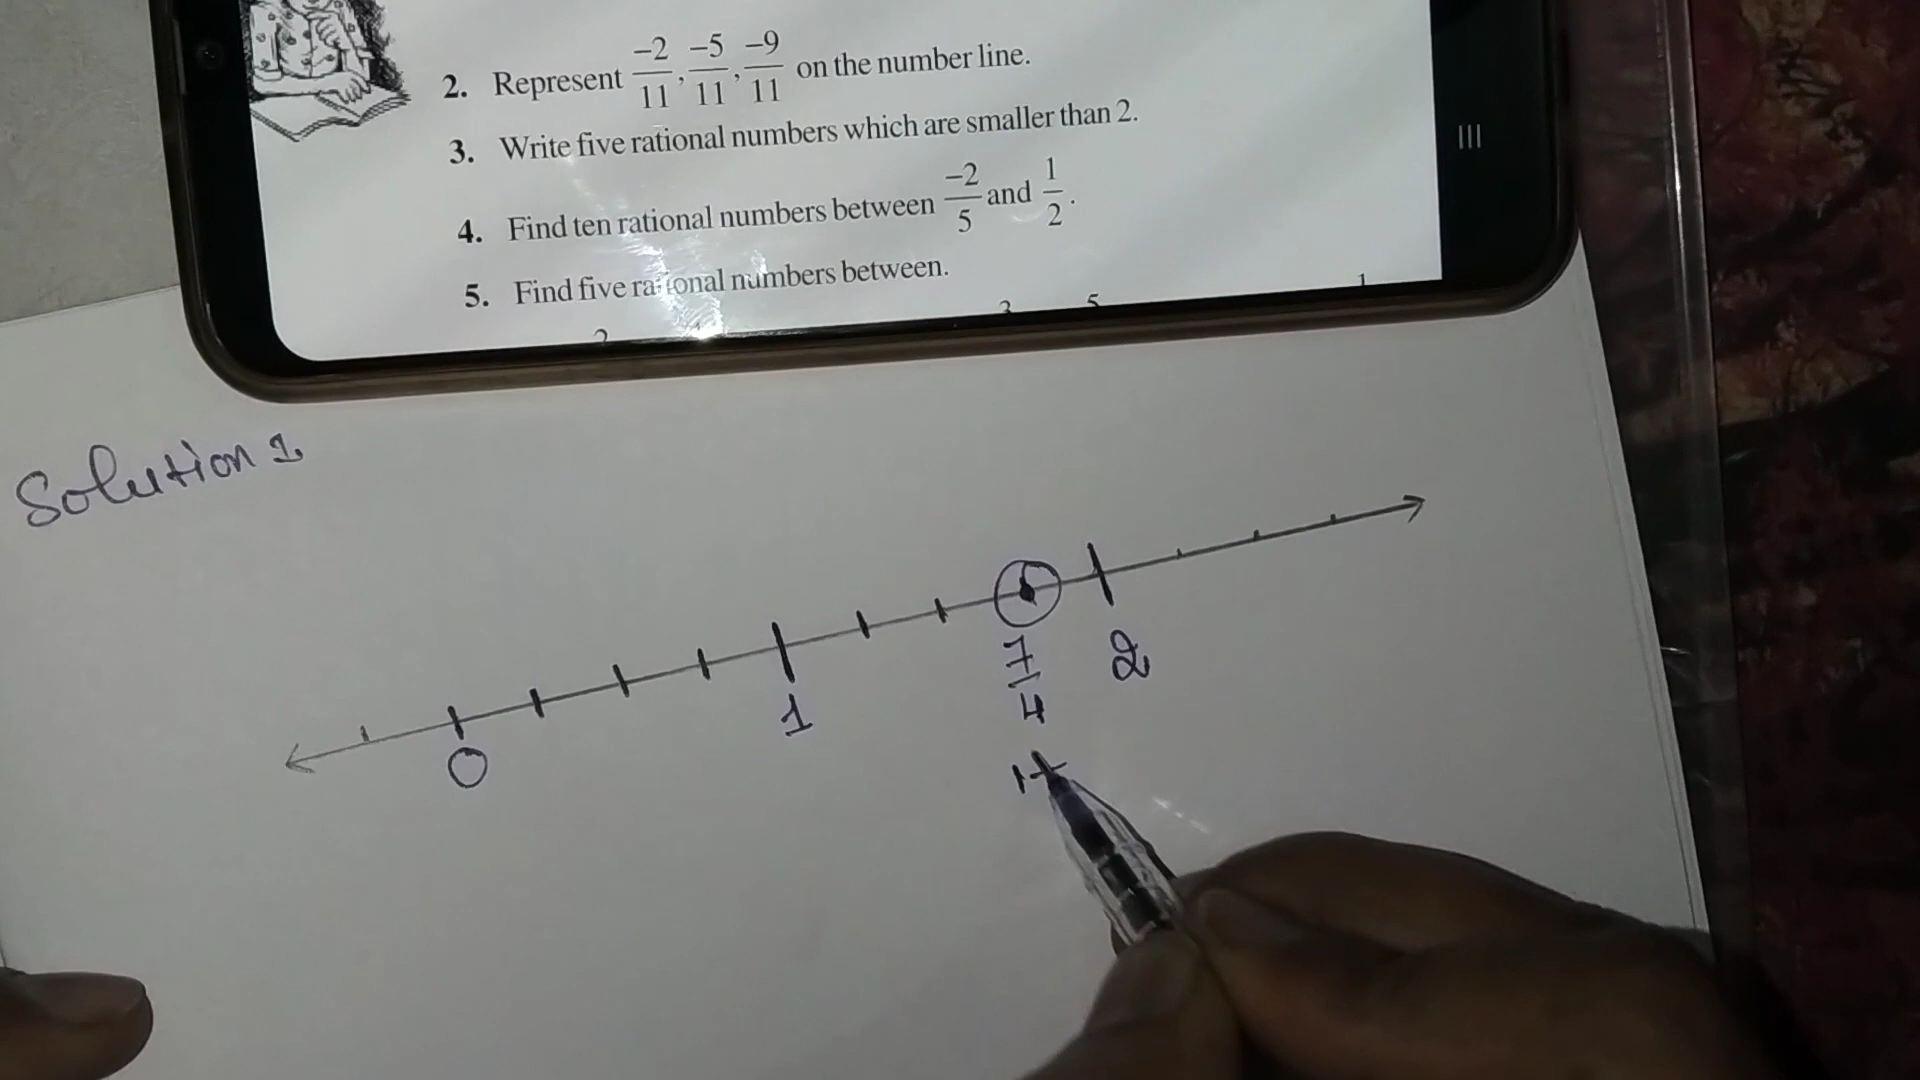 2. Represent -2/11, -5/11, -9/11 on the number line.
3. Write five rational numbers which are smaller than 2.
4. Find ten rational numbers between -2/5 and 1/2.
5. Find five rational numbers between.
Solution 1.
0 1 7/4 2